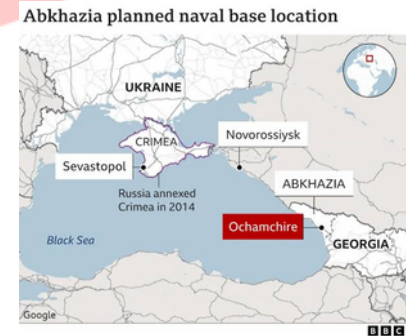 Abkhazia planned naval base location
UKRAINE
CRIMEA
Novorossiysk
Sevastopol
ABKHAZIA
Russia annexed
Crimea in 2014
Ochamchire
Black Sea
GEORGIA
Google
BBC